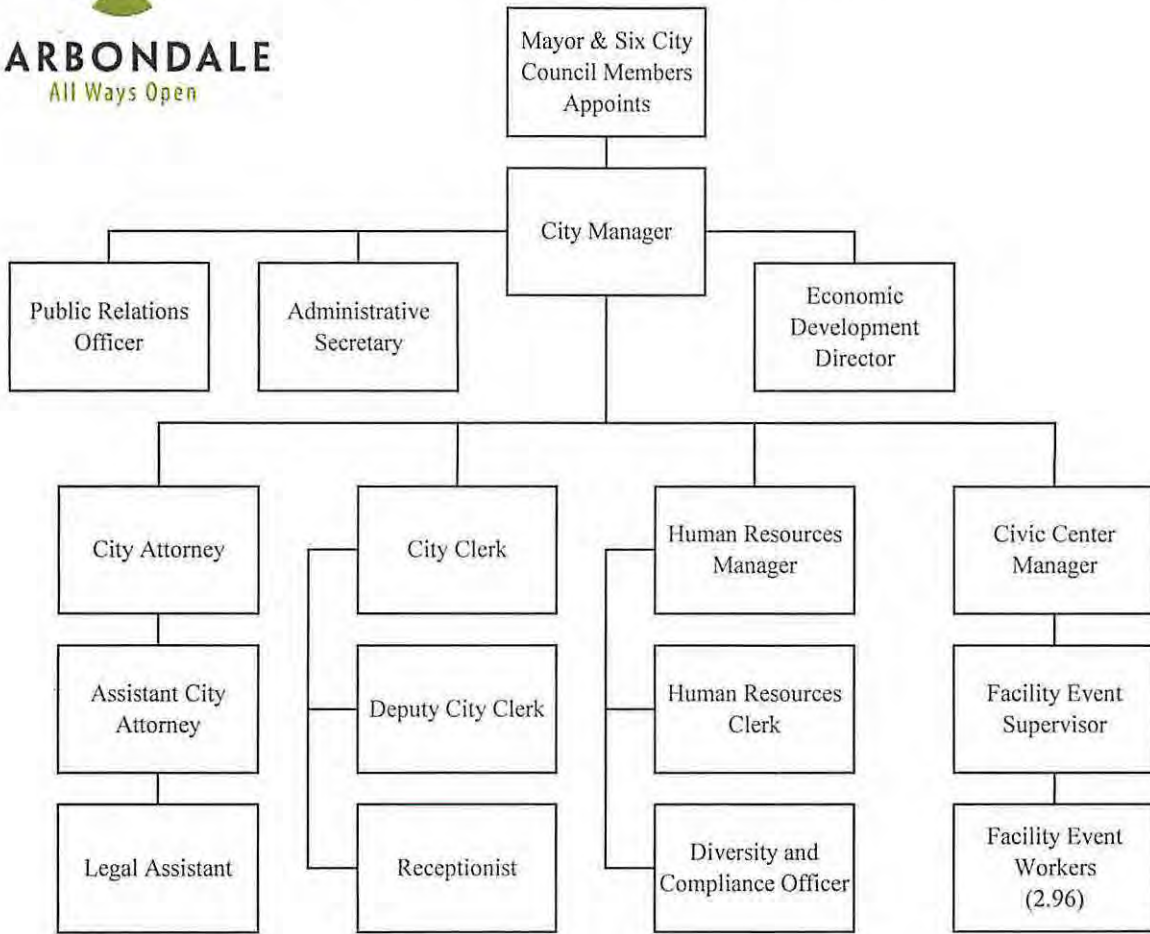 ARBONDALE
All Ways Open
Mayor & Six City
Council Members
Appoints
City Manager
Public Relations
Officer
Administrative
Secretary
Economic
Development
Director
City Attorney
City Clerk
Human Resources
Manager
Civic Center
Manager
Assistant City
Attorney
Deputy City Clerk
Human Resources
Clerk
Facility Event
Supervisor
Legal Assistant
Receptionist
Diversity and
Compliance Officer
Facility Event
Workers
(2.96)